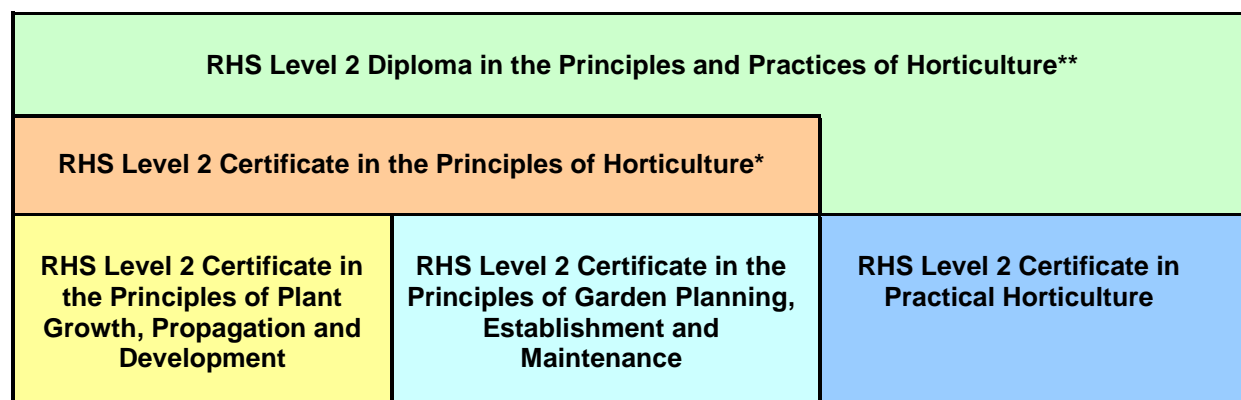 RHS Level 2 Diploma in the Principles and Practices of Horticulture**
RHS Level 2 Certificate in the Principles of Horticulture*
RHS Level 2 Certificate in
the Principles of Plant
Growth, Propagation and
Development
RHS Level 2 Certificate in the
Principles of Garden Planning,
Establishment and
Maintenance
RHS Level 2 Certificate in
Practical Horticulture